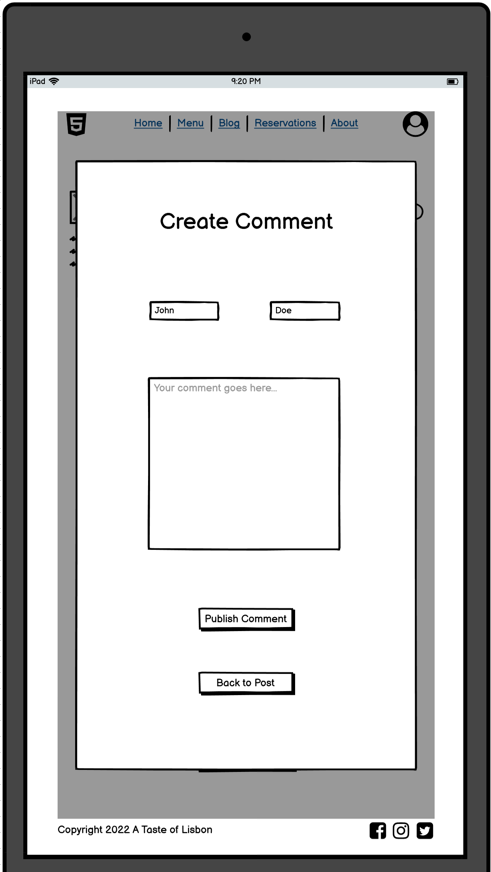 iPad 9:20 PM
5 Home Menu Blog Reservations About
Create Comment
John Doe
Your comment goes here...
Publish Comment
Back to Post
Copyright 2022 A Taste of Lisbon